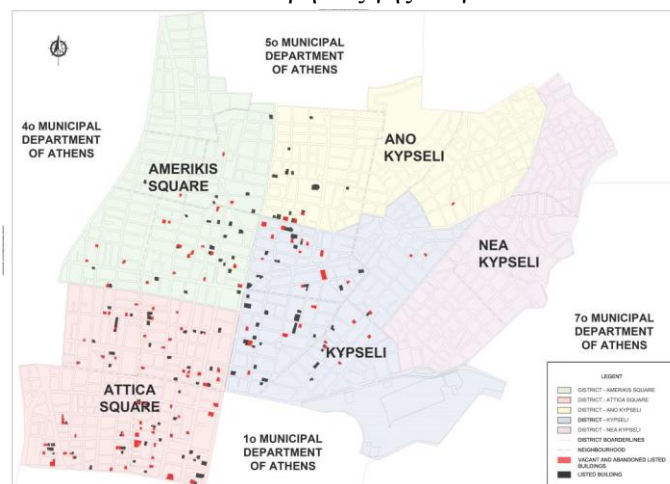 5o MUNICIPAL
DEPARTMENT
OF ATHENS
4o MUNICIPAL
DEPARTMENT
OF ATHENS
ANO
KYPSELI
AMERIKIS
SQUARE
NEA
KYPSELI
7o MUNICIPAL
DEPARTMENT
OF ATHENS
KYPSELI
ATTICA
SQUARE
1o MUNICIPAL
DEPARTMENT
OF ATHENS
LEGENT
DISTRICT - AMERIKIS SQUARE
DISTRICT - ATTICA SQUARE
DISTRICT - ANO KYPSELI
DISTRICT - KYPSELI
DISTRICT - NEA KYPSELI
DISTRICT BOARDERLINES
NEIGHBOURHOOD
VACANT AND ABANDONED LISTED
BUILDINGS
LISTED BUILDING